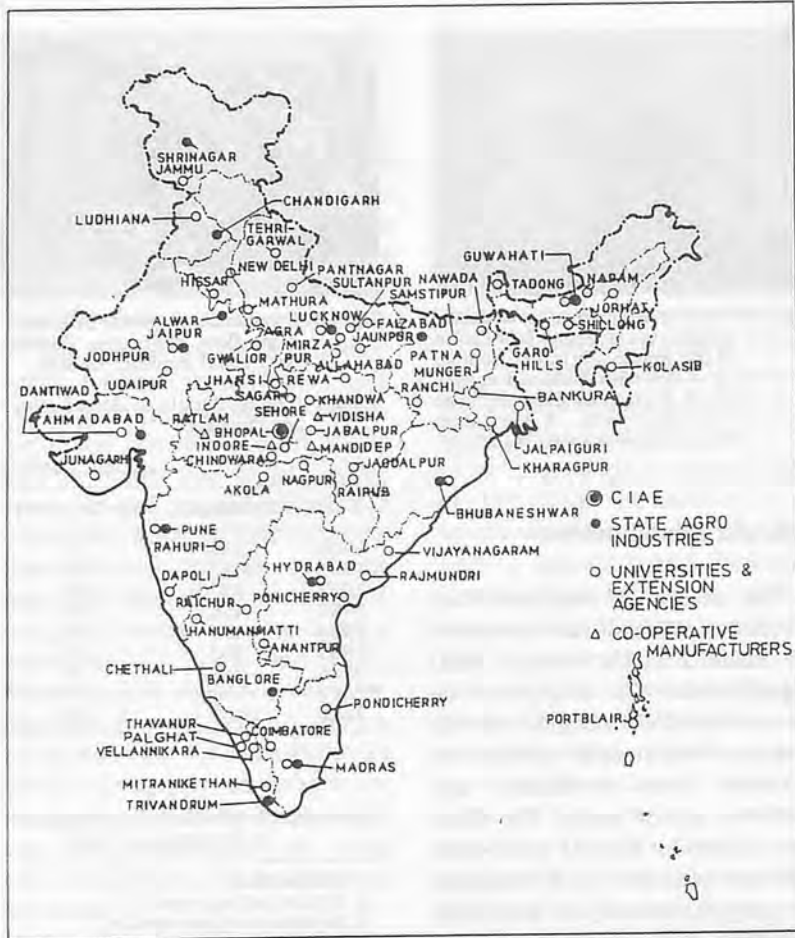 SHRINAGAR
JAMMU
CHANDIGARH
LUDHIANA
TEHRI-
GARWAL
NEW DELHI
PANTNAGAR
HISSAR
SULTANPUR
NAWADA
SAMSTIPUR
GUWAHATI
TADONG
MATHURA
ALWAR
LUCKNOW
FAIZABAD
JORHAT
JAIPUR
AGRA
SHILLONG
JODHPUR
GWALIOR
MIRZA
PUR
JAUNPUR
PATNA
GARO
HILLS
ALLAHABAD
MUNGER
KOLASIB
UDAIPUR
DANTIWAD
JHANSI
REWA
RANCHI
SAGAR
KHANDWA
BANKURA
SEHORE
AHMADABAD
RATLAM
VIDISHA
BHOPAL
JABALPUR
JALPAIGURI
INDORE
MANDIDEP
JUNAGARH
CHINDWARA
JAGDALPUR
KHARAGPUR
AKOLA
NAGPUR
RAIPUR
BHUBANESHWAR
CIAE
STATE AGRO
INDUSTRIES
PUNE
RAHURI
VIJAYANAGARAM
HYDRABAD
RAJMUNDRI
UNIVERSITIES &
EXTENSION
AGENCIES
DAPOLI
PONICHERRY
RAICHUR
HANUMANMATTI
ANANTPUR
CO-OPERATIVE
MANUFACTURERS
CHETHALI
BANGLORE
PONDICHERRY
PORTBLAIR
THAVANUR
COIMBATORE
PALGHAT
VELLANNIKARA
MADRAS
MITRANIKETHAN
TRIVANDRUM